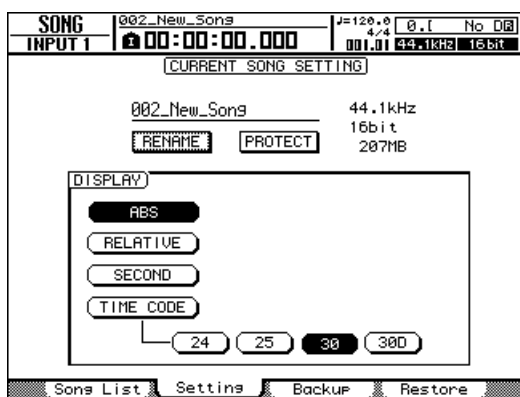 SONG 002_New_Song ♩=120.0 0.[ No DR
4/4
INPUT 1 00:00:00.000 001.01 44.1kHz 16bit
CURRENT SONG SETTING
002_New_Song 44.1kHz
16bit
RENAME PROTECT 207MB
DISPLAY
ABS
RELATIVE
SECOND
TIME CODE
24 25 30 30D
Song List Setting Backup Restore